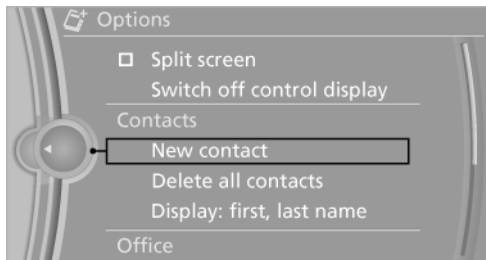 Options
Split screen
Switch off control display
Contacts
New contact
Delete all contacts
Display: first, last name
Office